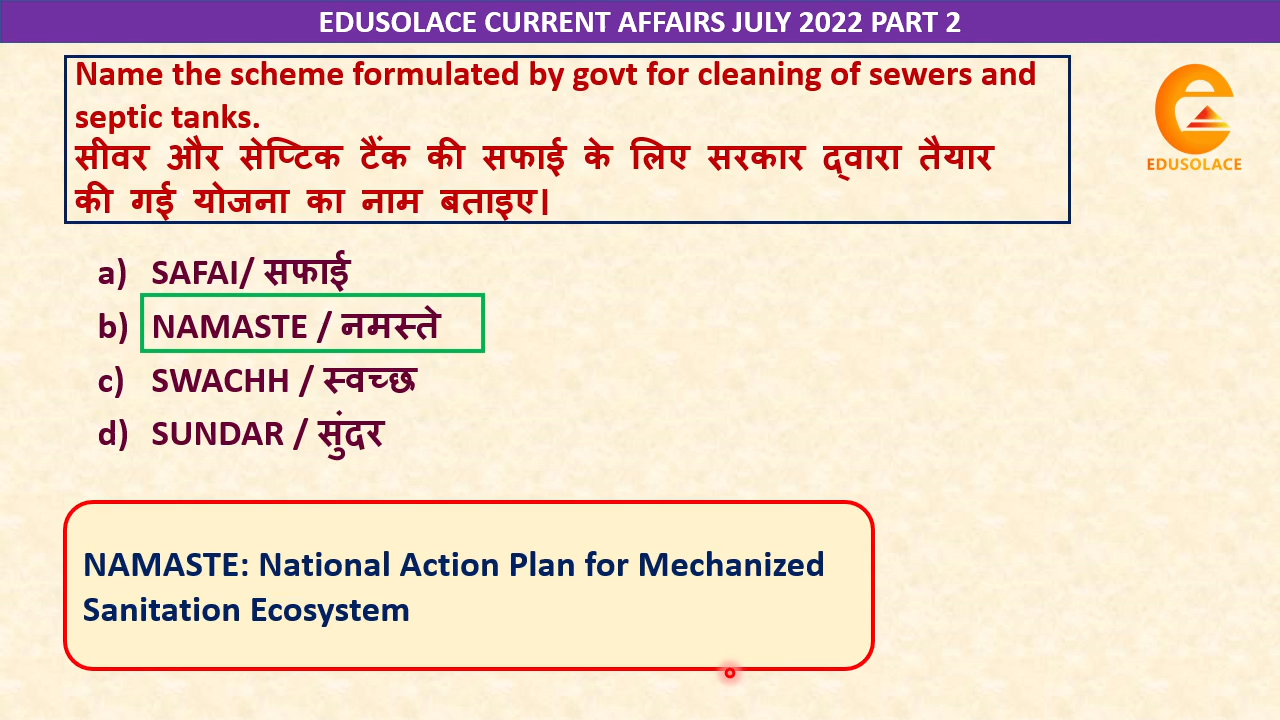 EDUSOLACE CURRENT AFFAIRS JULY 2022 PART 2
Name the scheme formulated by govt for cleaning of sewers and
septic tanks.
सीवर और सेप्टिक टैंक की सफाई के लिए सरकार द्वारा तैयार
की गई योजना का नाम बताइए।
EDUSOLACE
a) SAFAI/ सफाई
b) NAMASTE / नमस्ते
c) SWACHH / स्वच्छ
d) SUNDAR / सुंदर
NAMASTE: National Action Plan for Mechanized
Sanitation Ecosystem